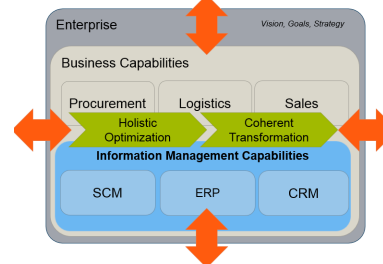 Enterprise
Vision, Goals, Strategy
Business Capabilities
Procurement
Logistics
Sales
Holistic
Optimization
Coherent
Transformation
Information Management Capabilities
SCM
ERP
CRM